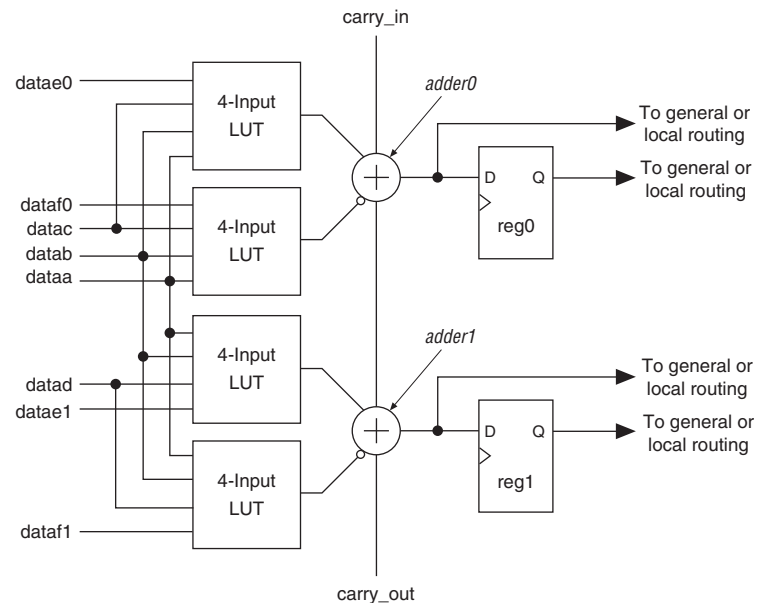 carry_in
datae0
4-Input
LUT
adder0
To general or
local routing
To general or
local routing
D Q
reg0
dataf0
datac
datab
dataa
4-Input
LUT
4-Input
LUT
adder1
To general or
local routing
datad
datae1
To general or
local routing
D Q
reg1
4-Input
LUT
dataf1
carry_out